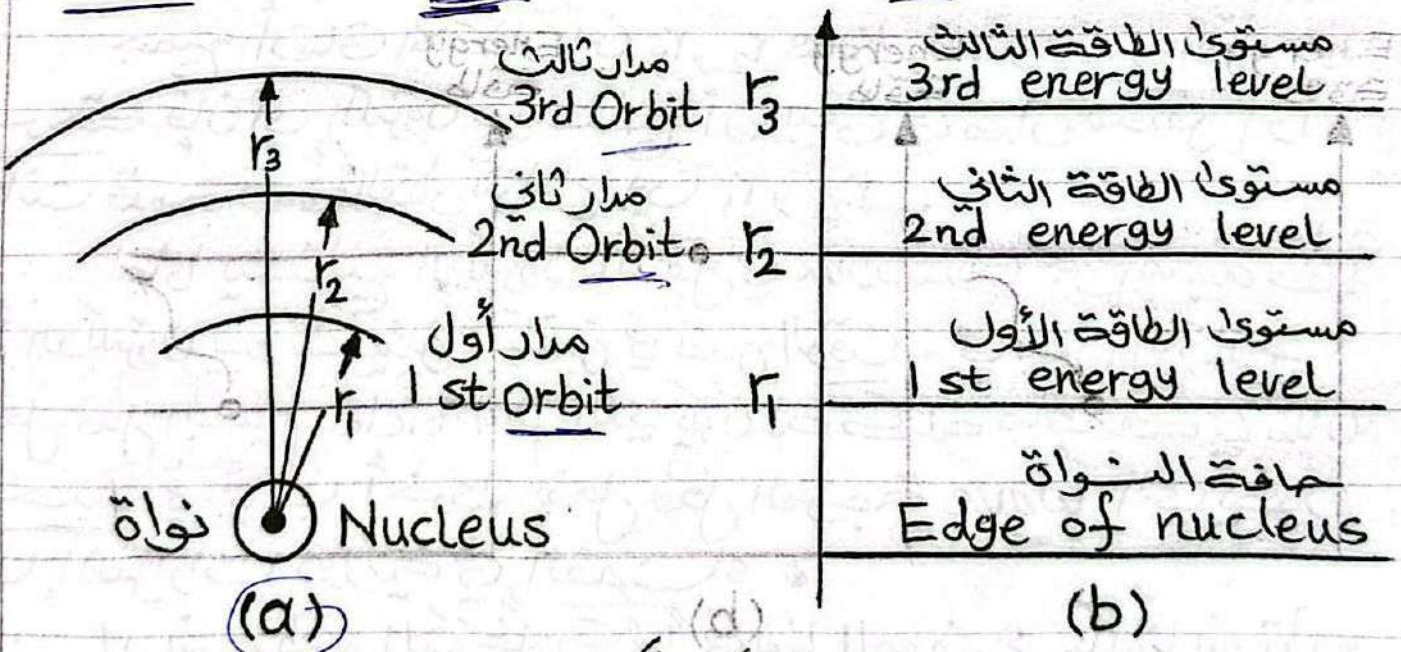 مدار ثالث
3rd Orbit
r3
مدار ثاني
2nd Orbit
r2
مدار أول
1st Orbit
r1
نواة Nucleus
(a)
مستوى الطاقة الثالث
3rd energy level
r3
مستوى الطاقة الثاني
2nd energy level
r2
مستوى الطاقة الأول
1st energy level
r1
حافة النواة
Edge of nucleus
(b)